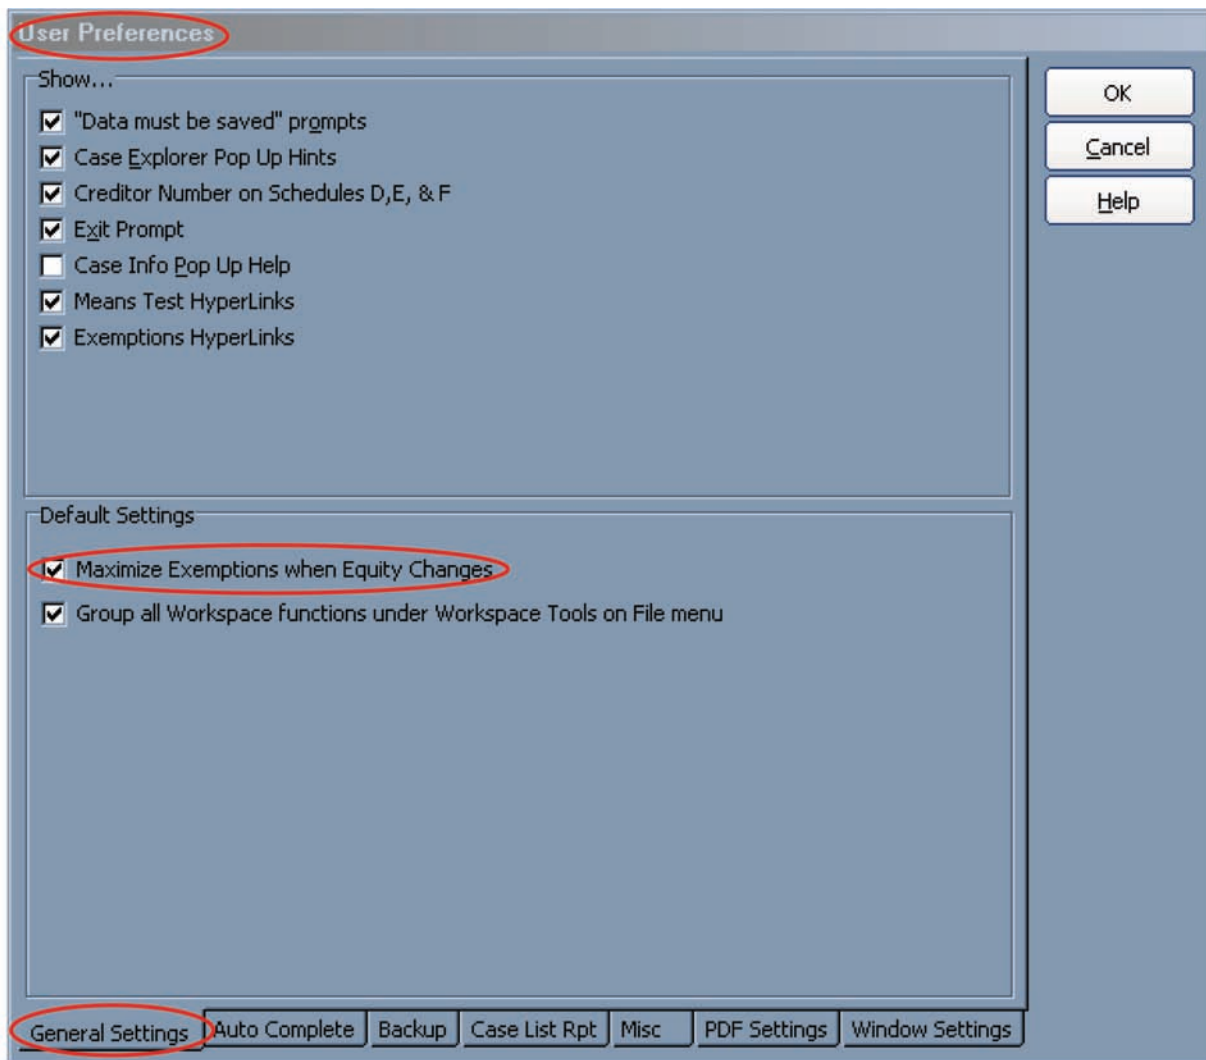 User Preferences
Show...
"Data must be saved" prompts
Case Explorer Pop Up Hints
Creditor Number on Schedules D,E, & F
Exit Prompt
Case Info Pop Up Help
Means Test HyperLinks
Exemptions HyperLinks
OK
Cancel
Help
Default Settings
Maximize Exemptions when Equity Changes
Group all Workspace functions under Workspace Tools on File menu
General Settings Auto Complete Backup Case List Rpt Misc PDF Settings Window Settings